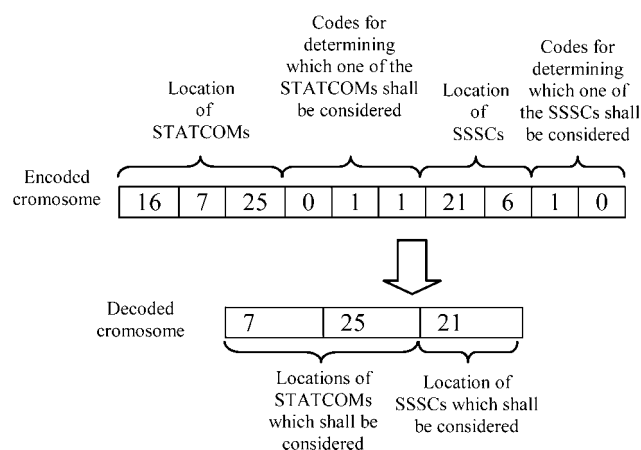 Location
of
STATCOMs
Codes for
determining
which one of the
STATCOMs shall
be considered
Location
of
SSSCs
Codes for
determining
which one of
the SSSCs shall
be considered
Encoded
cromosome
16 7 25 0 1 1 21 6 1 0
Decoded
cromosome
7 25 21
Locations of
STATCOMs
which shall be
considered
Location of
SSSCs which shall
be considered